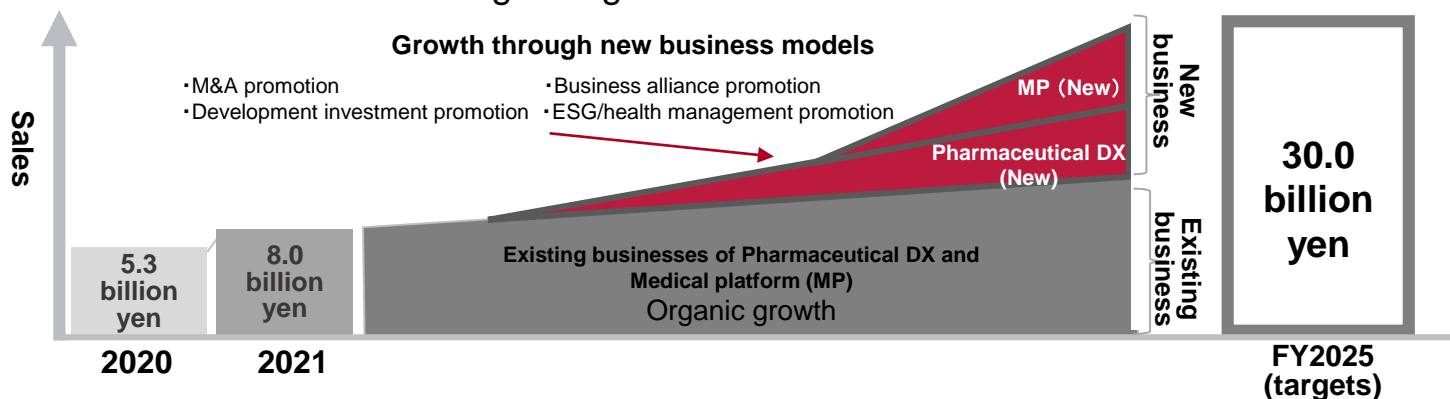 Growth through new business models
・M&A promotion
・Business alliance promotion
・Development investment promotion
・ESG/health management promotion
Sales
MP（New）
Pharmaceutical DX
(New)
New
business
Existing businesses of Pharmaceutical DX and
Medical platform (MP)
Organic growth
Existing
business
5.3
billion
yen
8.0
billion
yen
30.0
billion
yen
2020
2021
FY2025
(targets)